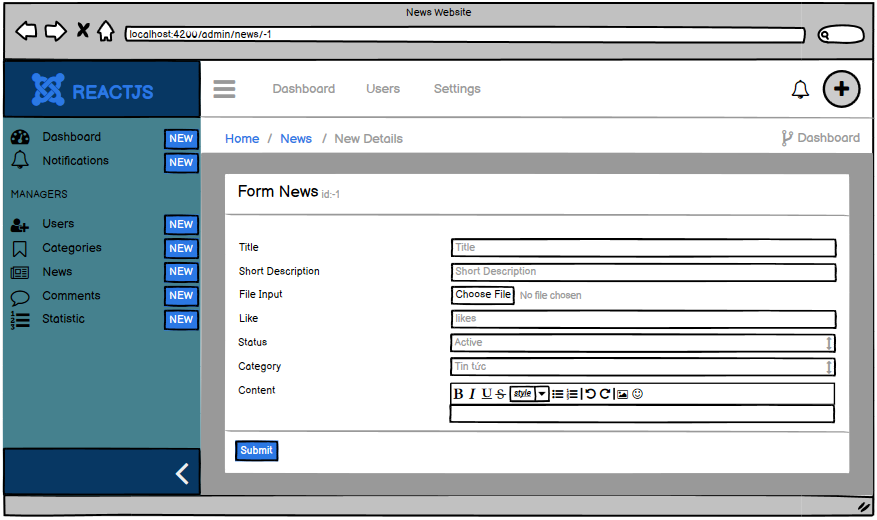 News Website
localhost:4200/admin/news/-1
REACTJS
Dashboard Users Settings
Home / News / New Details
Dashboard
Dashboard NEW
Notifications NEW
MANAGERS
Users NEW
Categories NEW
News NEW
Comments NEW
Statistic NEW
Form News id:-1
Title Title
Short Description Short Description
File Input Choose File No file chosen
Like likes
Status Active
Category Tin tức
Content
B I U S style
Submit